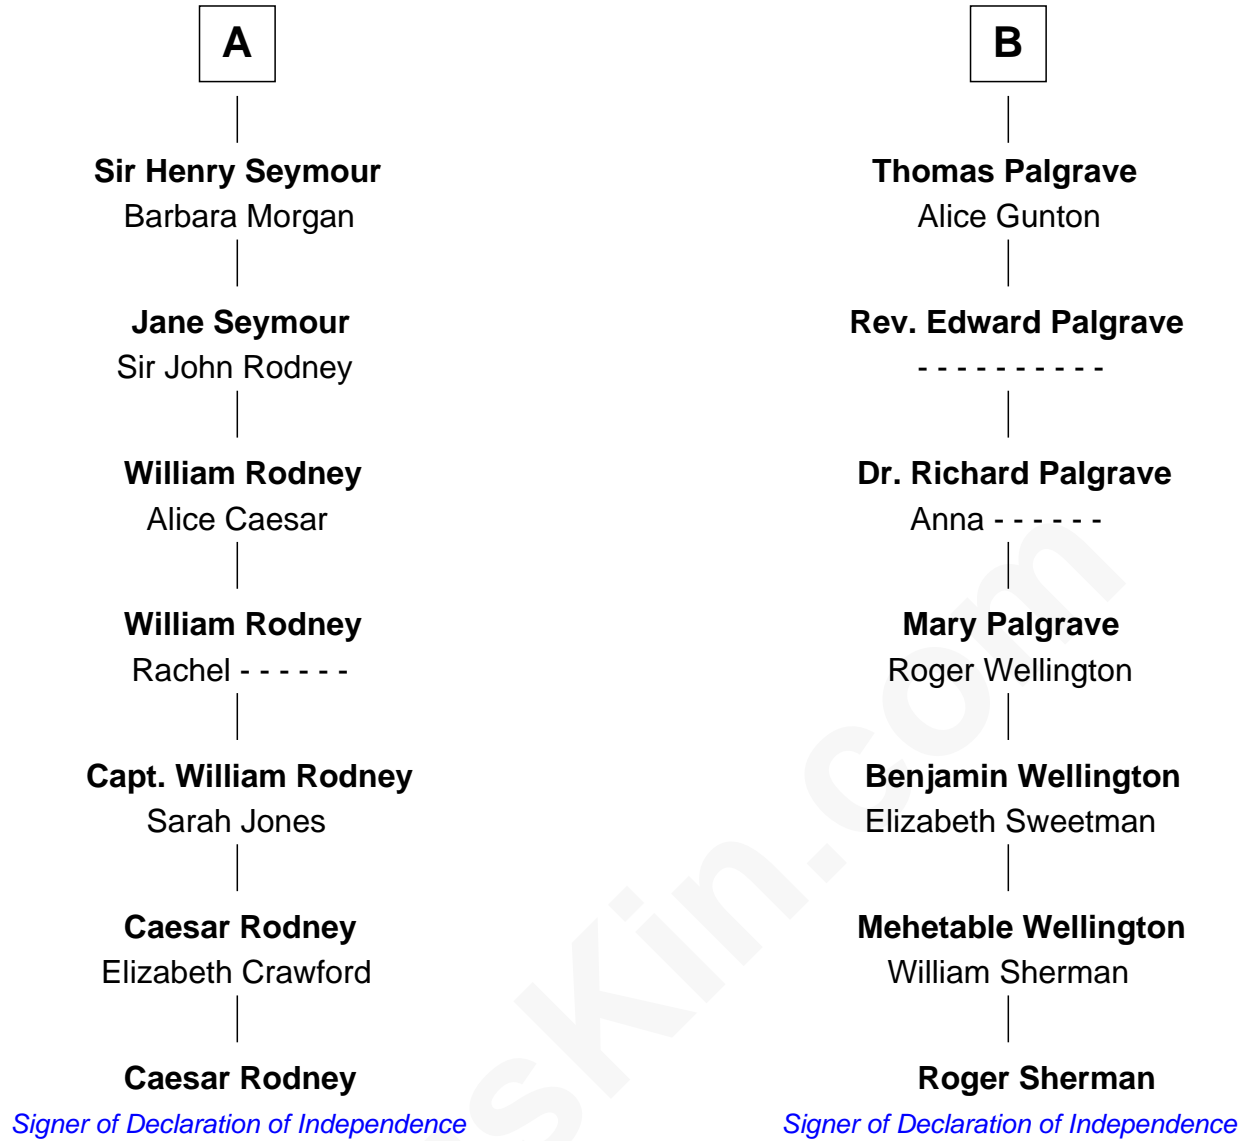 A
Sir Henry Seymour
Barbara Morgan
Jane Seymour
Sir John Rodney
William Rodney
Alice Caesar
William Rodney
Rachel - - - - - -
Capt. William Rodney
Sarah Jones
Caesar Rodney
Elizabeth Crawford
Caesar Rodney
Signer of Declaration of Independence
B
Thomas Palgrave
Alice Gunton
Rev. Edward Palgrave
- - - - - - - - - -
Dr. Richard Palgrave
Anna - - - - - -
Mary Palgrave
Roger Wellington
Benjamin Wellington
Elizabeth Sweetman
Mehetable Wellington
William Sherman
Roger Sherman
Signer of Declaration of Independence
sKin.com